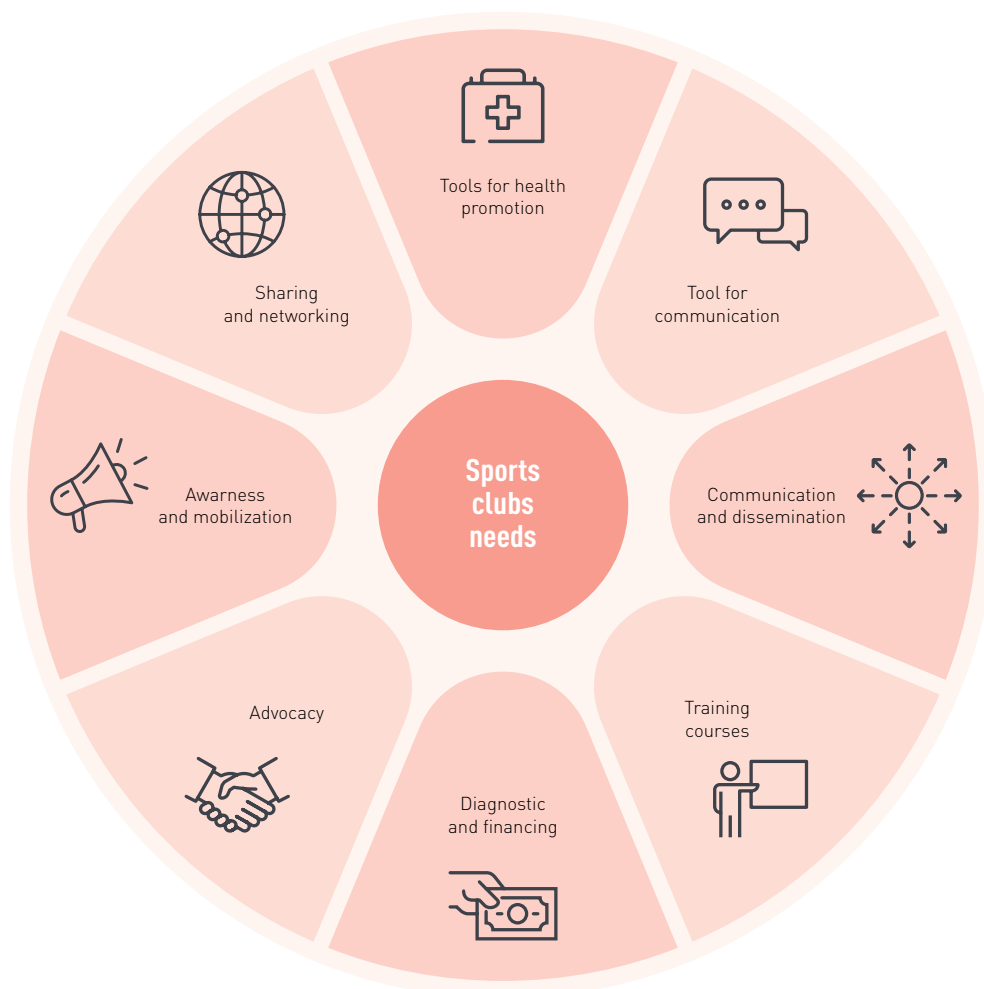 Tools for health
promotion
Tool for
communication
Communication
and dissemination
Training
courses
Diagnostic
and financing
Advocacy
Awarness
and mobilization
Sharing
and networking
Sports
clubs
needs